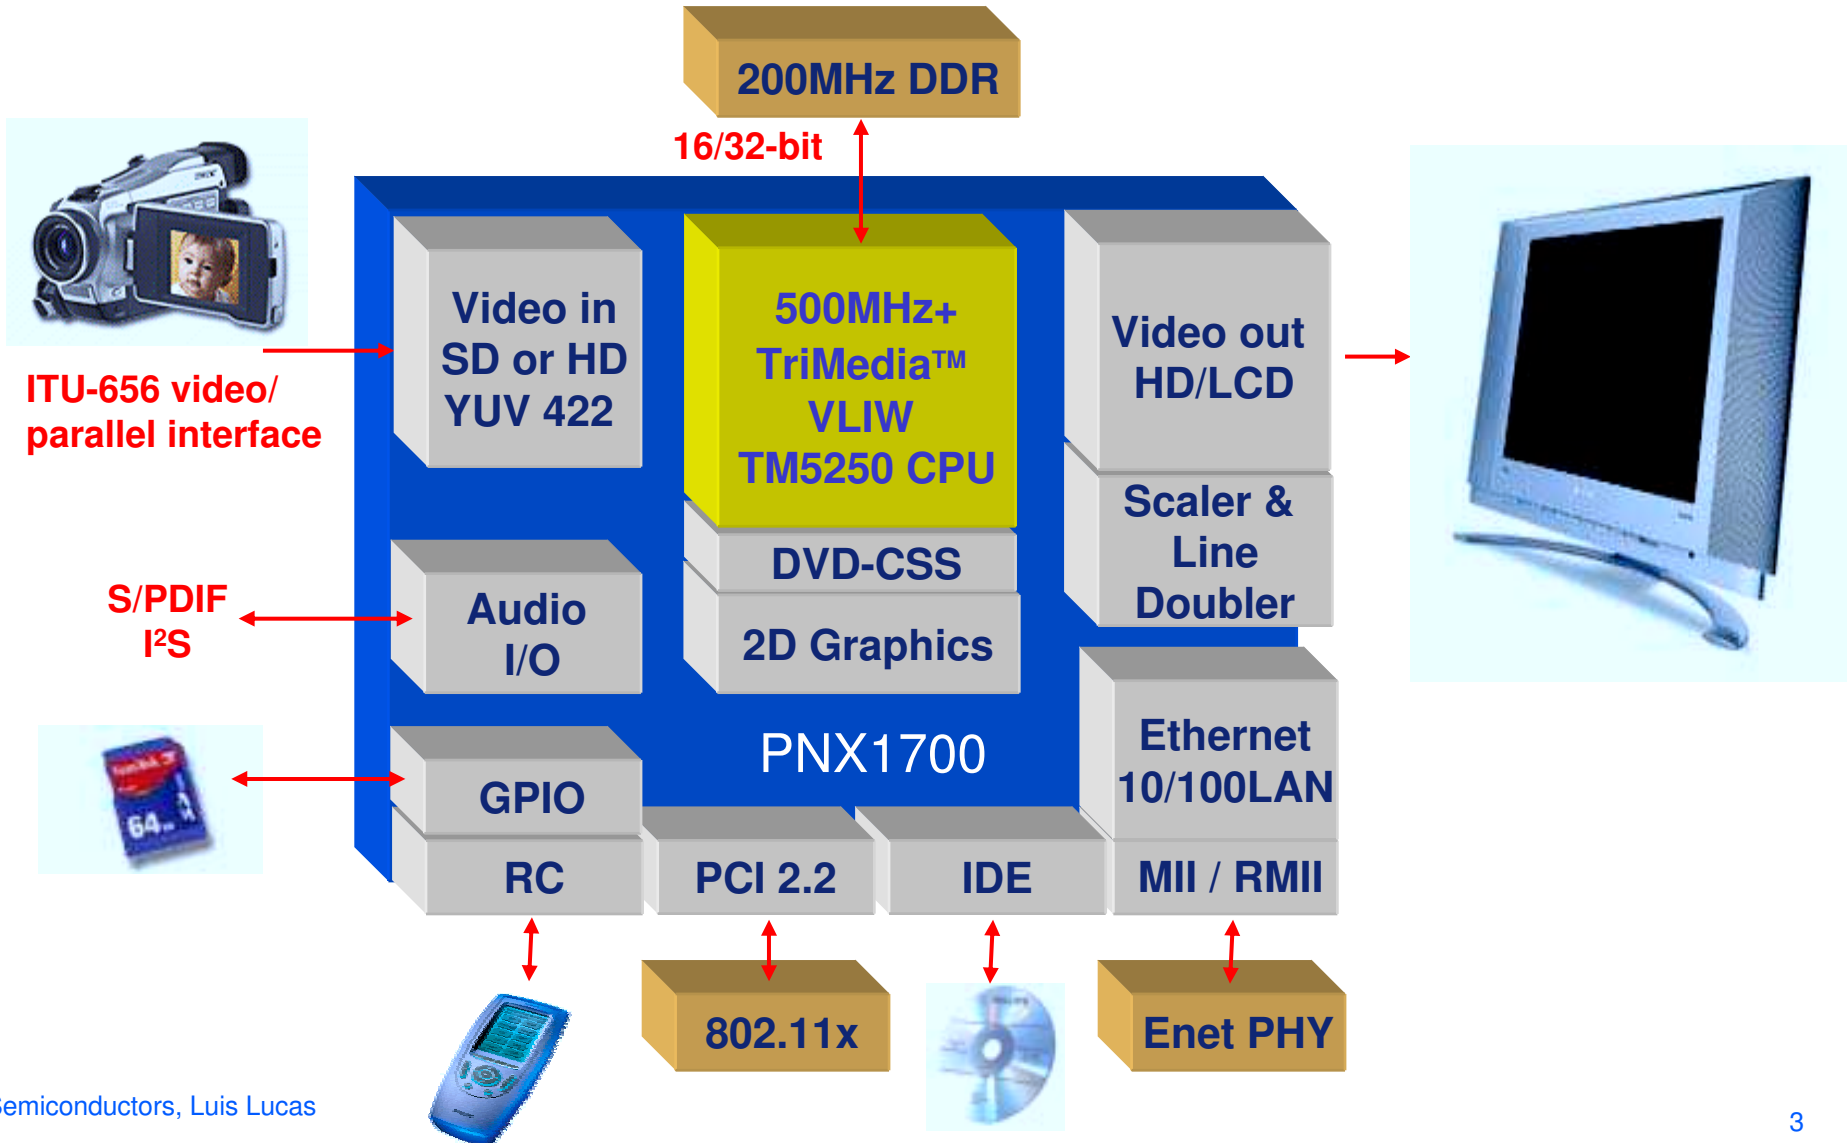 200MHz DDR
16/32-bit
Video in
SD or HD
YUV 422
500MHz+
TriMedia™
VLIW
TM5250 CPU
Video out
HD/LCD
ITU-656 video/
parallel interface
Scaler &
Line
Doubler
DVD-CSS
2D Graphics
S/PDIF
I²S
Audio
I/O
PNX1700
Ethernet
10/100LAN
GPIO
64
RC
PCI 2.2
IDE
MII / RMII
802.11x
Enet PHY
Semiconductors, Luis Lucas
3